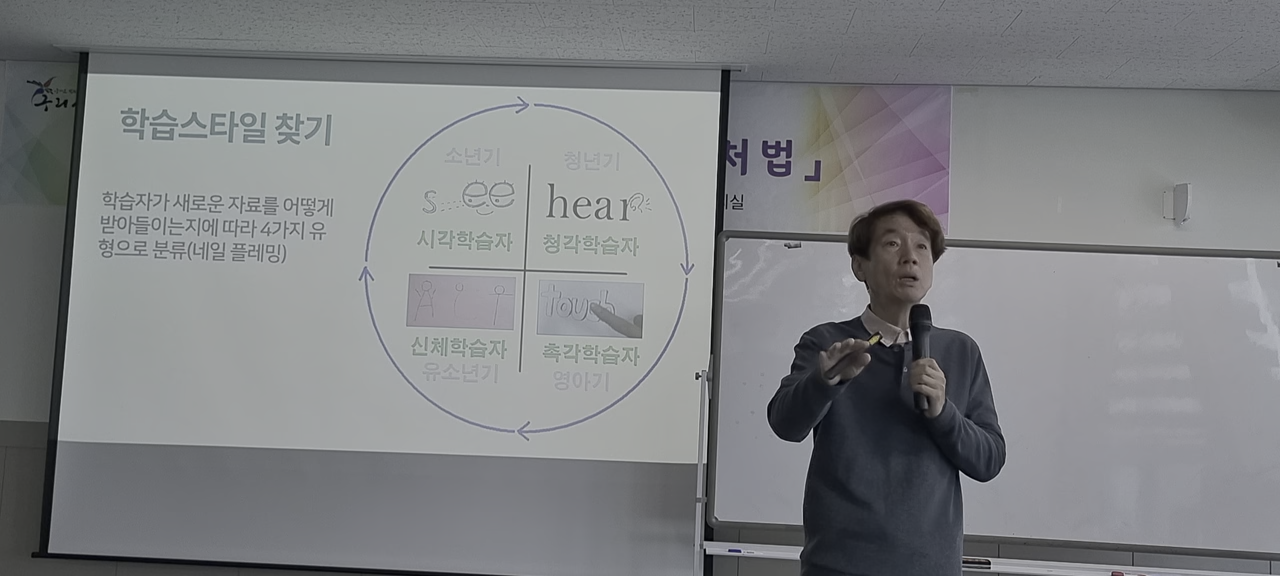 학습스타일 찾기
학습자가 새로운 자료를 어떻게
받아들이는지에 따라 4가지 유
형으로 분류(네일 플레밍)
소년기
청년기
see
hear
시각학습자
청각학습자
touch
신체학습자
촉각학습자
유소년기
영아기
처 법」
구리